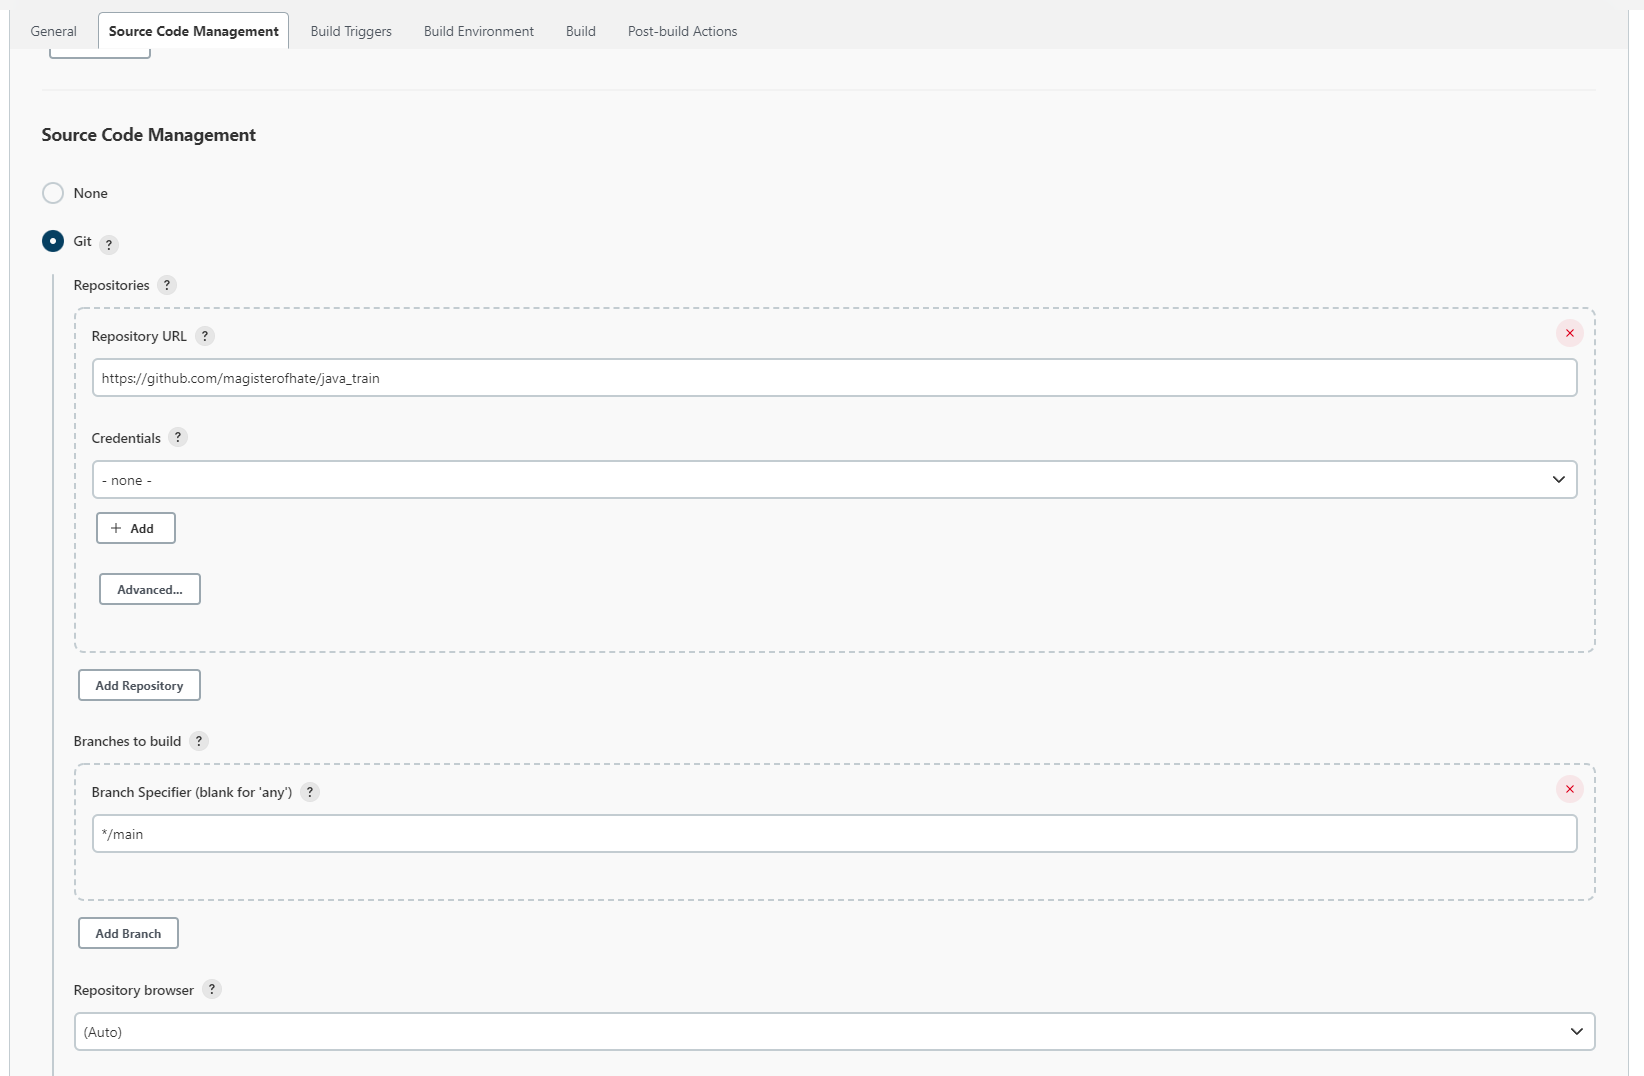 General Source Code Management Build Triggers Build Environment Build Post-build Actions
Source Code Management
None
Git ?
Repositories ?
Repository URL ?
https://github.com/magisterofhate/java_train
Credentials ?
- none -
+ Add
Advanced...
Add Repository
Branches to build ?
Branch Specifier (blank for 'any') ?
*/main
Add Branch
Repository browser ?
(Auto)